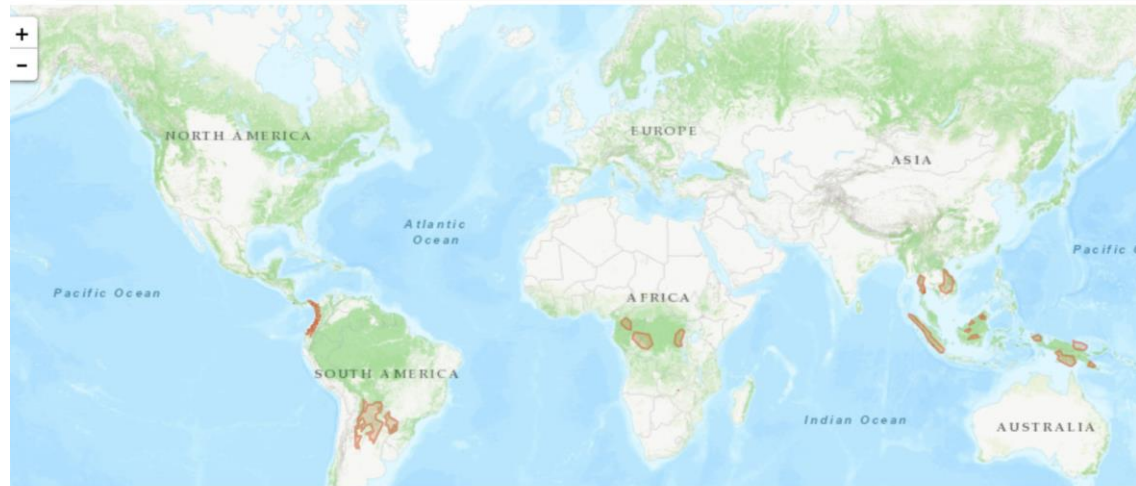 +
−
NORTH AMERICA
EUROPE
ASIA
Atlantic
Ocean
Pacific
Pacific Ocean
AFRICA
SOUTH AMERICA
Indian Ocean
AUSTRALIA